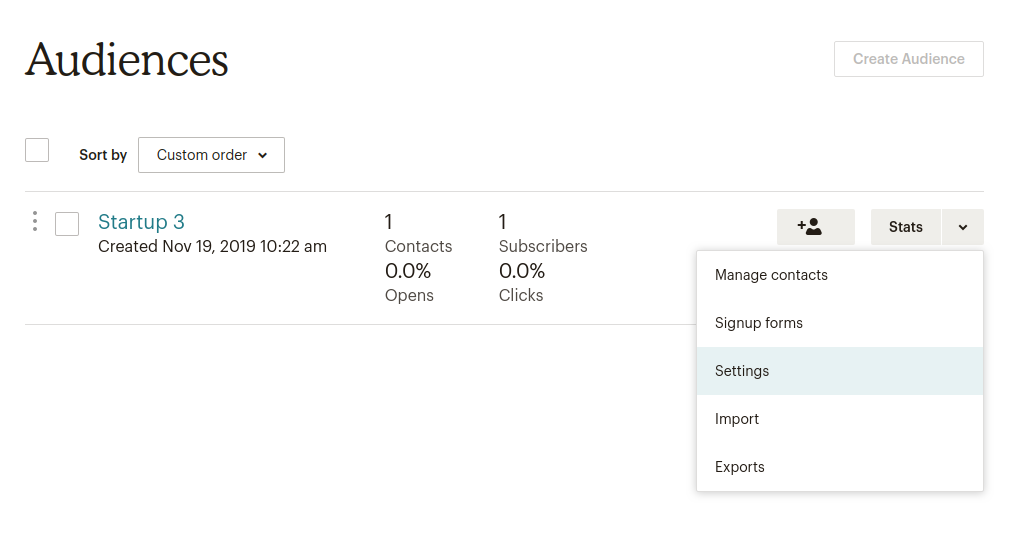 Audiences
Create Audience
Sort by
Custom order
Startup 3
Created Nov 19, 2019 10:22 am
1
Contacts
0.0%
Opens
1
Subscribers
0.0%
Clicks
Stats
Manage contacts
Signup forms
Settings
Import
Exports